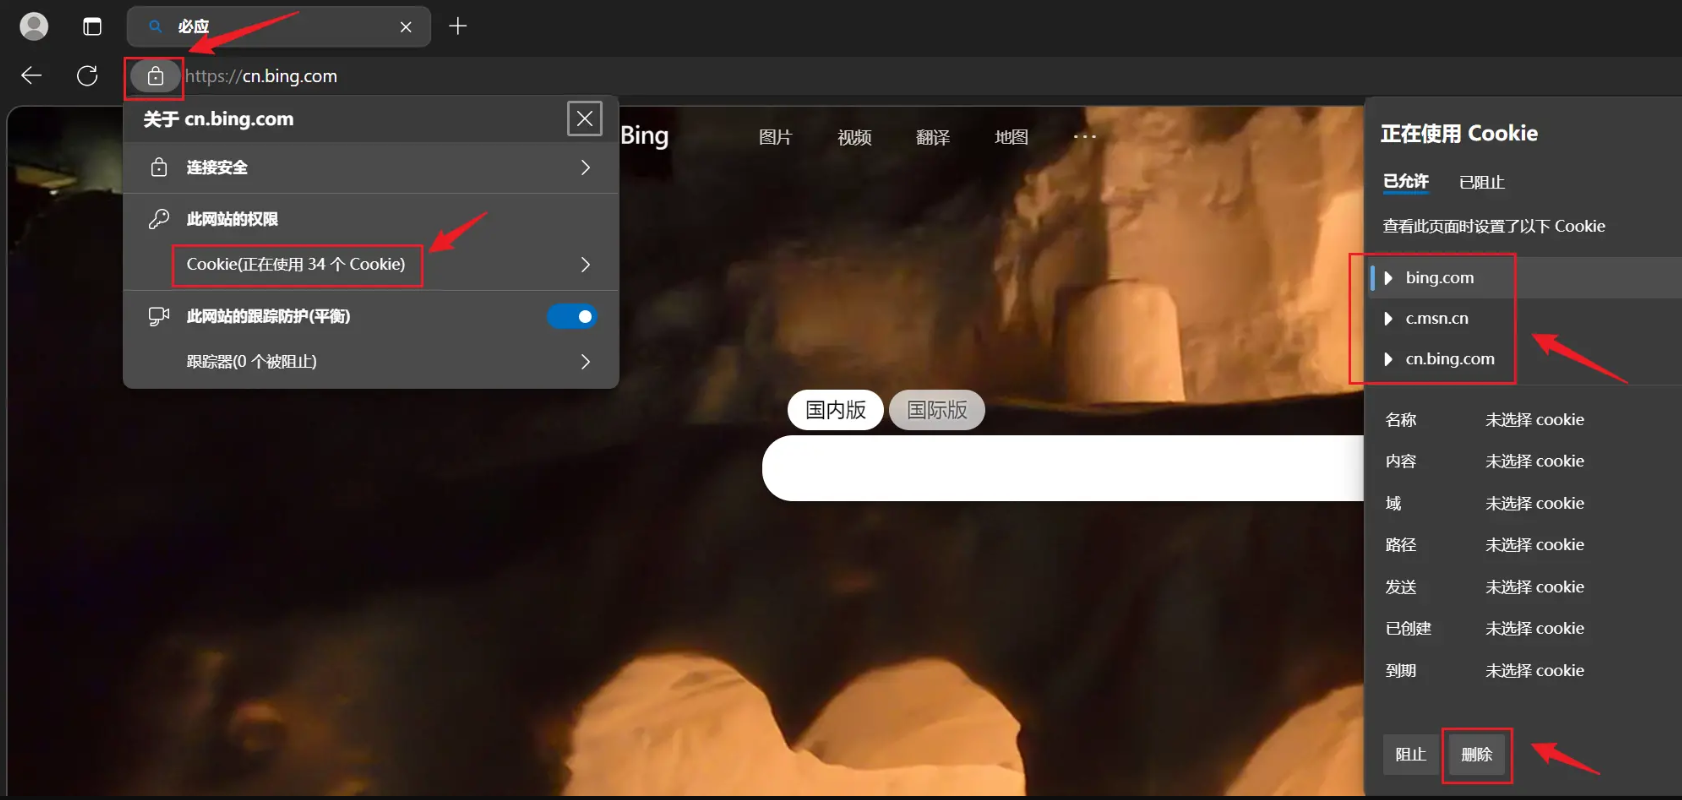 必应
https://cn.bing.com
关于 cn.bing.com
连接安全
此网站的权限
Cookie(正在使用 34 个 Cookie)
此网站的跟踪防护(平衡)
跟踪器(0 个被阻止)
Bing
图片
视频
翻译
地图
...
国内版
国际版
正在使用 Cookie
已允许
已阻止
查看此页面时设置了以下 Cookie
bing.com
c.msn.cn
cn.bing.com
名称 未选择 cookie
内容 未选择 cookie
域 未选择 cookie
路径 未选择 cookie
发送 未选择 cookie
已创建 未选择 cookie
到期 未选择 cookie
阻止
删除